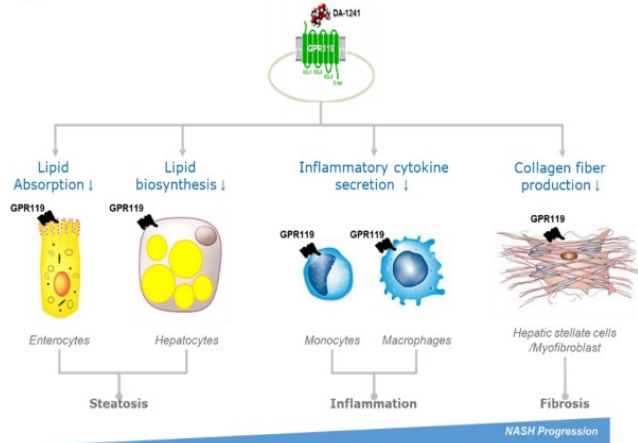 DA-1241
GPR119
ICL1 ICL2 ICL3
C-ter
Lipid
Absorption ↓
Lipid
biosynthesis ↓
Inflammatory cytokine
secretion ↓
Collagen fiber
production ↓
GPR119
GPR119
GPR119
GPR119
GPR119
Enterocytes
Hepatocytes
Monocytes
Macrophages
Hepatic stellate cells
/Myofibroblast
Steatosis
Inflammation
Fibrosis
NASH Progression